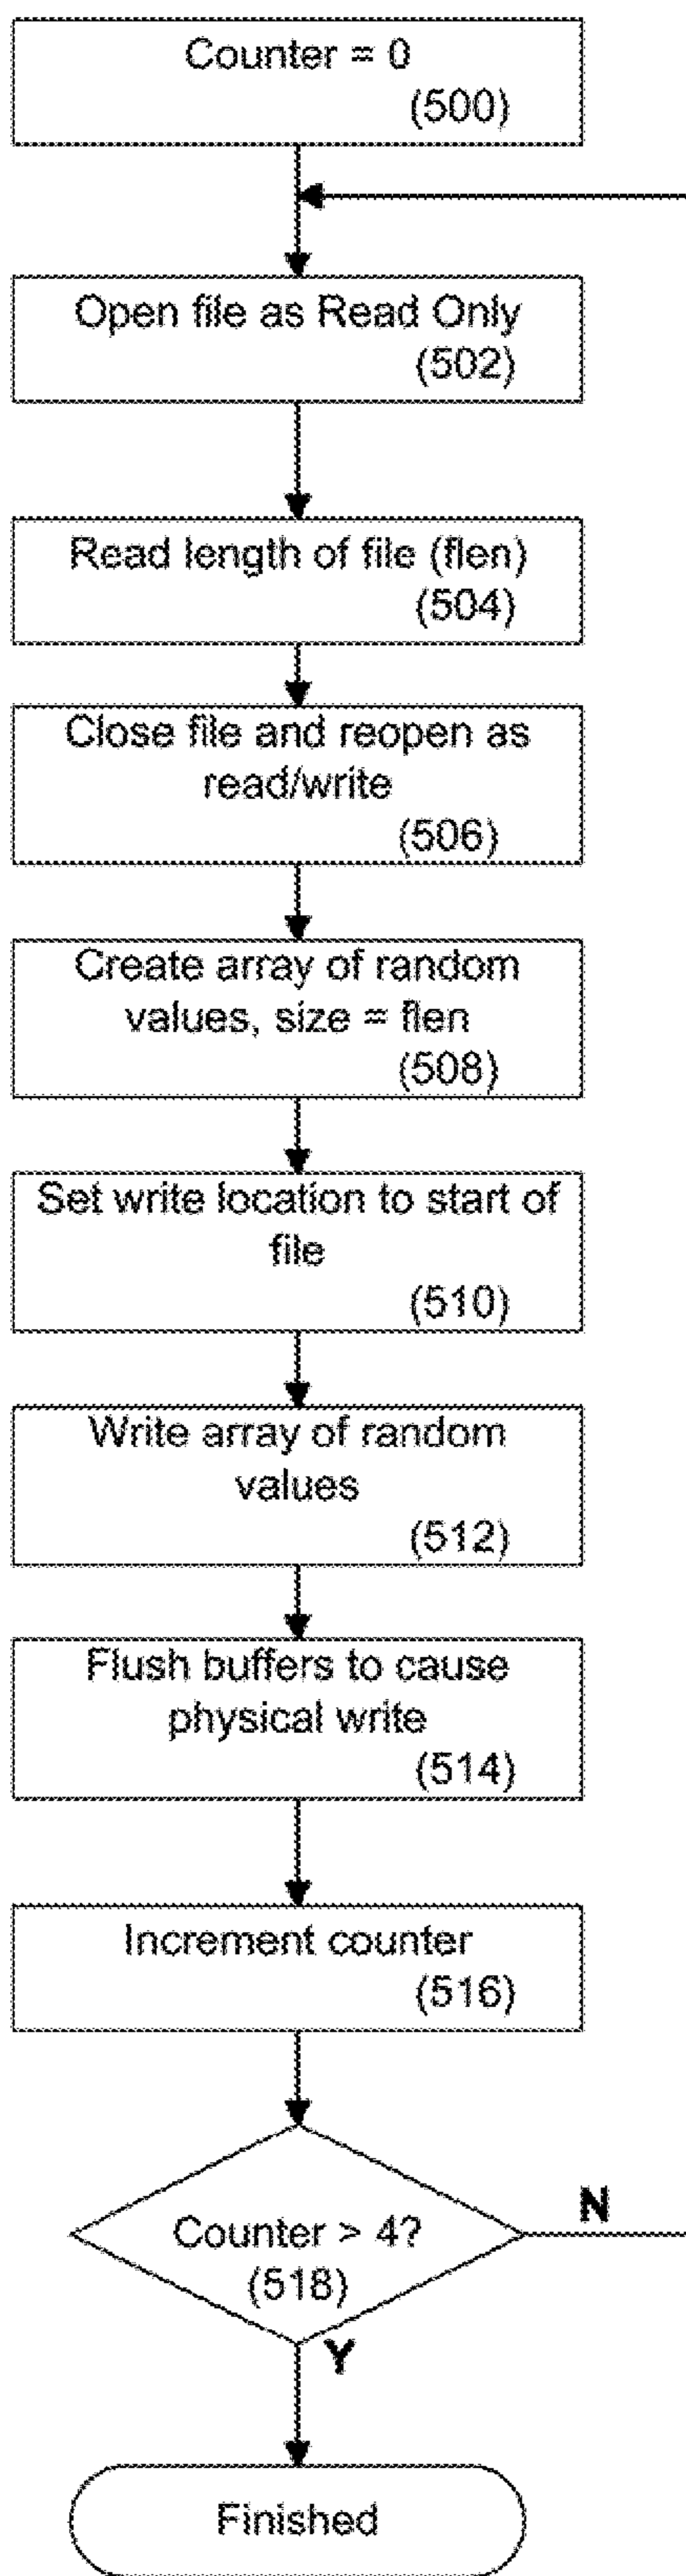 Counter = 0
(500)
Open file as Read Only
(502)
Read length of file (flen)
(504)
Close file and reopen as
read/write
(506)
Create array of random
values, size = flen
(508)
Set write location to start of
file
(510)
Write array of random
values
(512)
Flush buffers to cause
physical write
(514)
Increment counter
(516)
N
Counter > 4?
(518)
Y
Finished